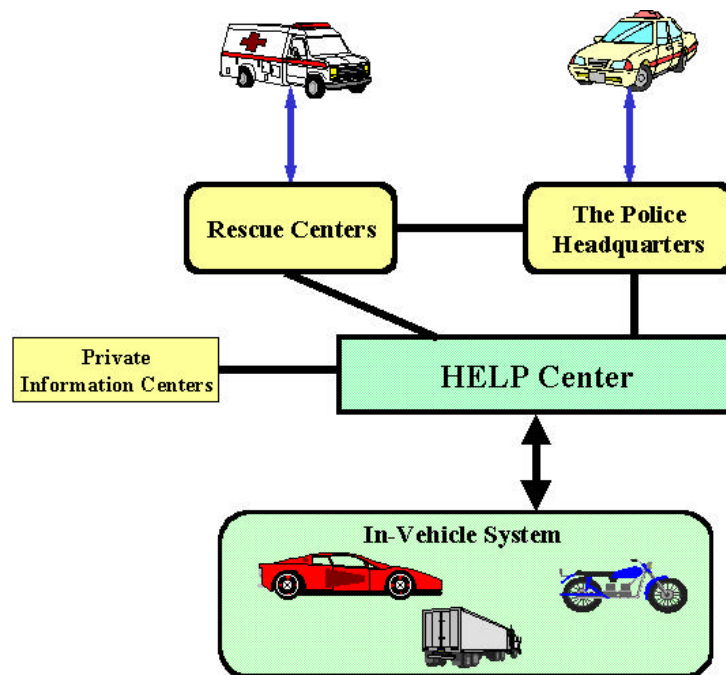 Rescue Centers
The Police
Headquarters
Private
Information Centers
HELP Center
In-Vehicle System